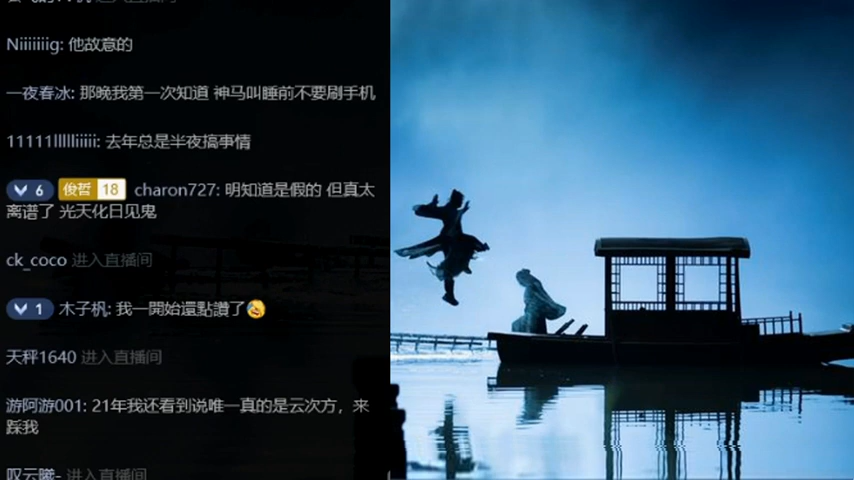 Niiiiiiig: 他故意的
一夜春冰: 那晚我第一次知道 神马叫睡前不要刷手机
11111lllllliiiii: 去年总是半夜搞事情
6 俊哲 18 charon727: 明知道是假的 但真太
离谱了 光天化日见鬼
ck_coco 进入直播间
1 木子杋: 我一開始還點讚了
天秤1640 进入直播间
游阿游001: 21年我还看到说唯一真的是云次方，来
踩我
进入直播间